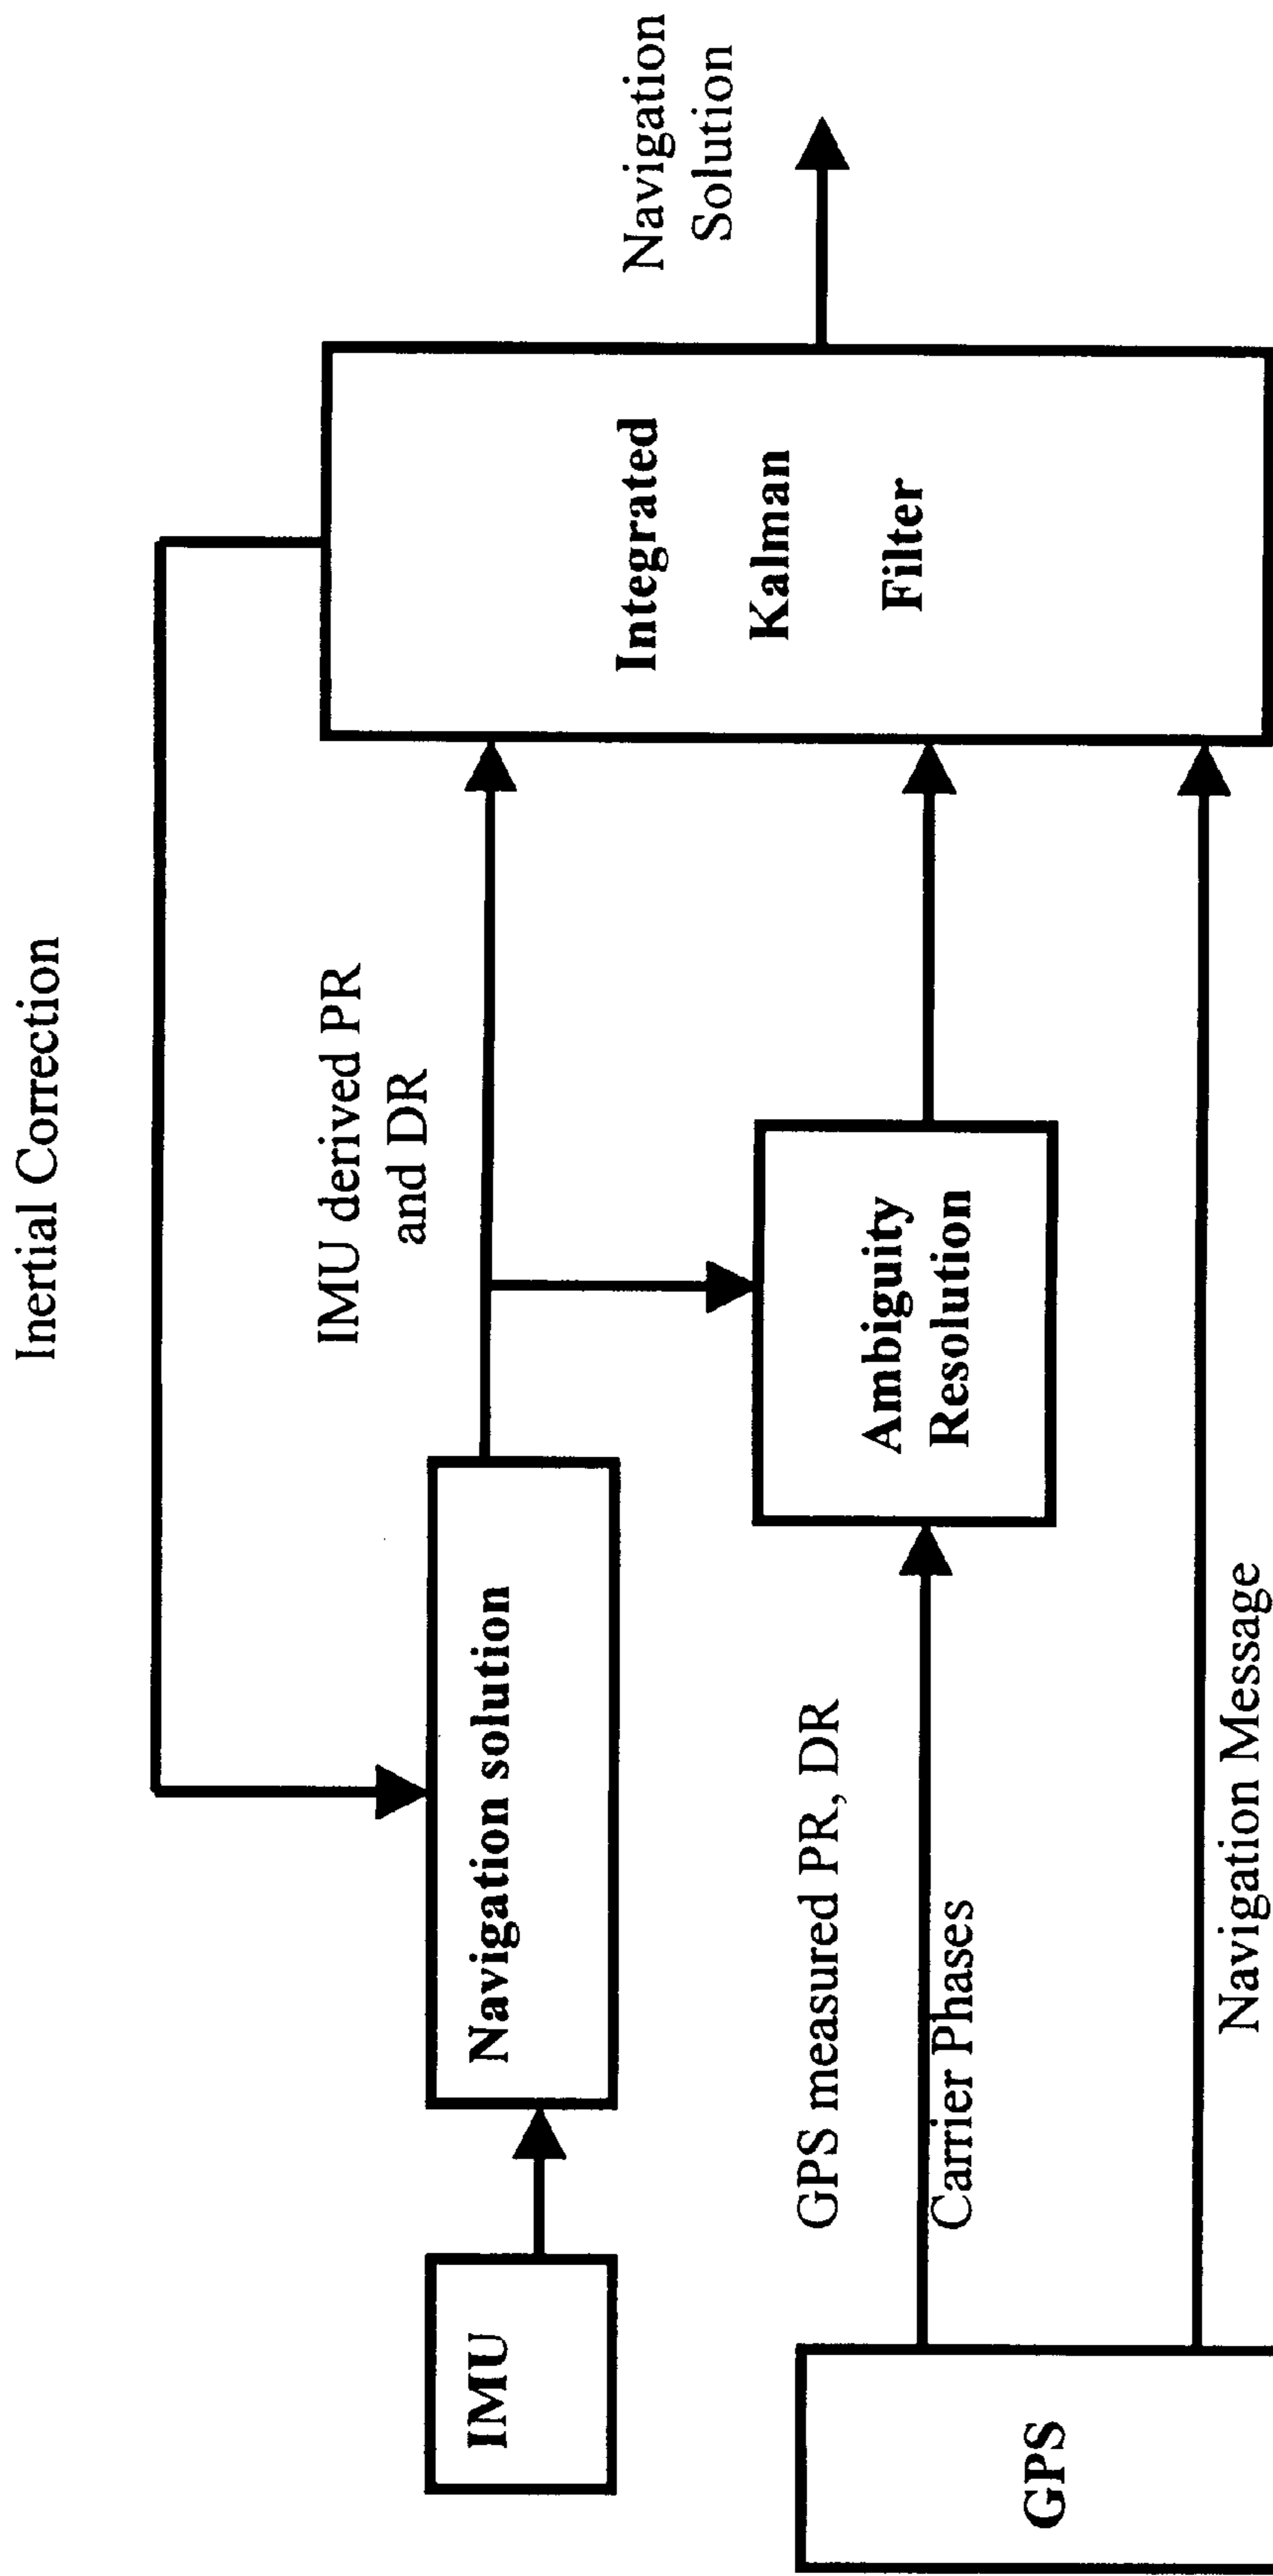 Inertial Correction
IMU derived PR
and DR
IMU
Navigation solution
Integrated
Kalman
Filter
Navigation
Solution
GPS measured PR, DR
Carrier Phases
Ambiguity
Resolution
GPS
Navigation Message